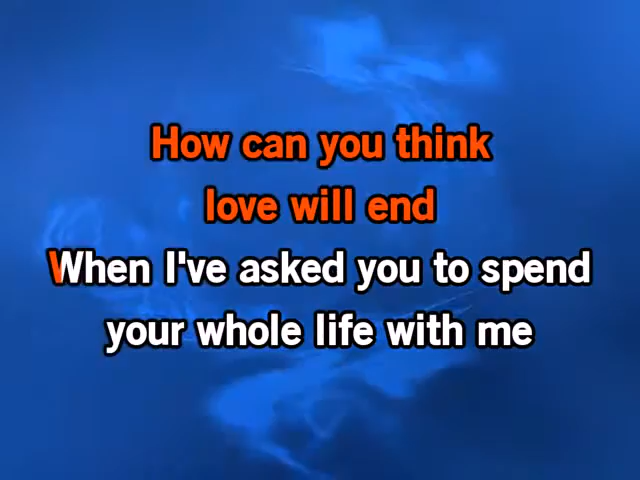 How can you think
love will end
When I've asked you to spend
your whole life with me